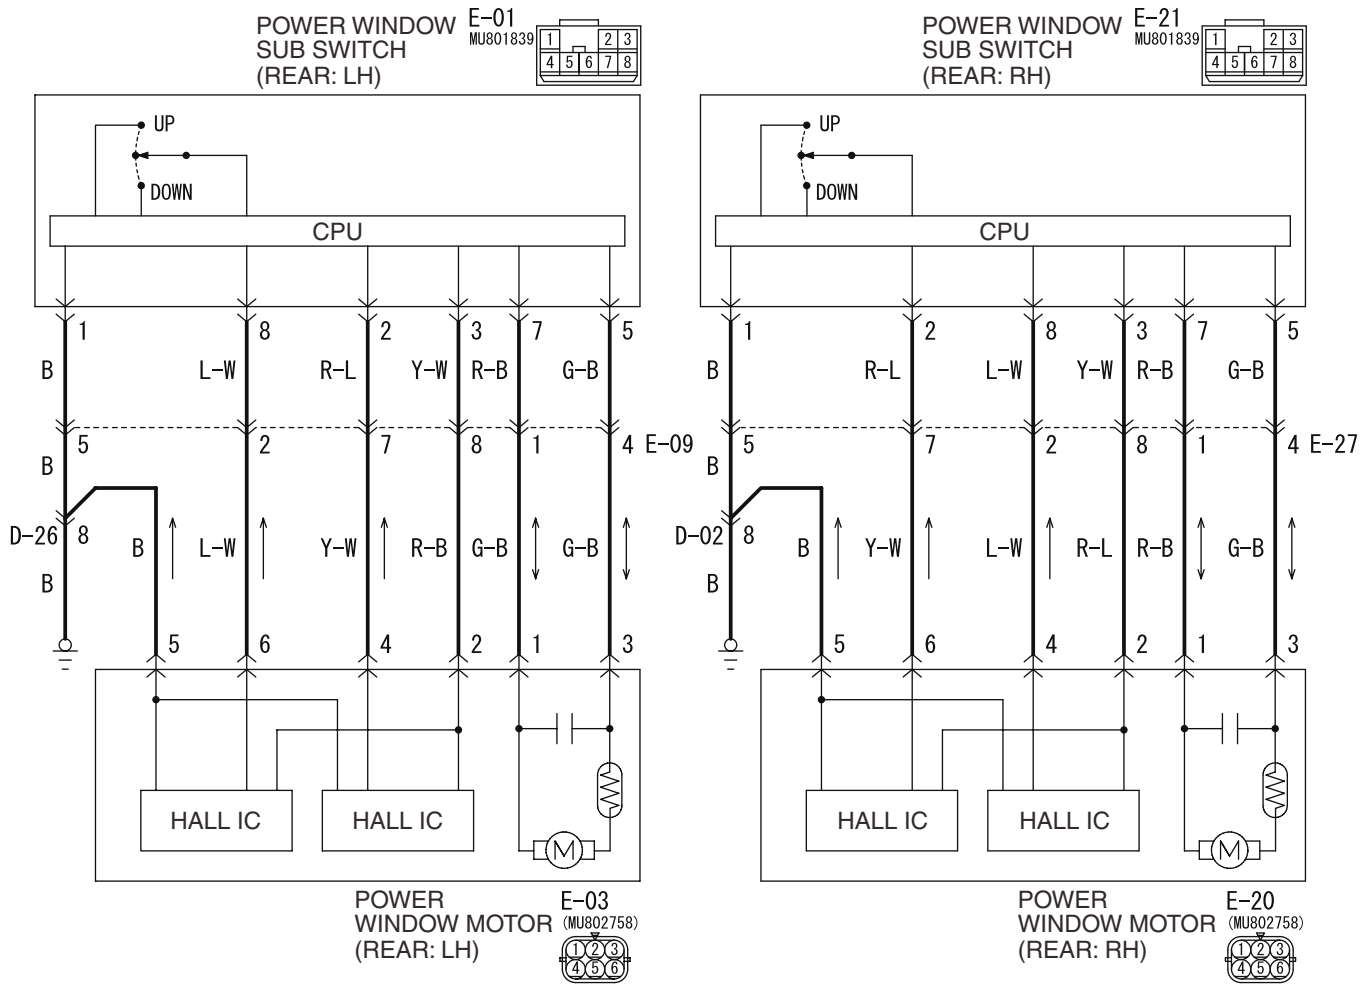 POWER WINDOW
SUB SWITCH
(REAR: LH)
E-01
MU801839
1 2 3
4 5 6 7 8
UP
DOWN
CPU
1 8 2 3 7 5
B L-W R-L Y-W R-B G-B
5 2 7 8 1 4 E-09
B
D-26 8
B L-W Y-W R-B G-B G-B
B
5 6 4 2 1 3
HALL IC HALL IC
M
POWER
WINDOW MOTOR
(REAR: LH)
E-03
(MU802758)
1 2 3
4 5 6
POWER WINDOW
SUB SWITCH
(REAR: RH)
E-21
MU801839
1 2 3
4 5 6 7 8
UP
DOWN
CPU
1 2 8 3 7 5
B R-L L-W Y-W R-B G-B
5 7 2 8 1 4 E-27
B
D-02 8
B Y-W L-W R-L R-B G-B
B
5 6 4 2 1 3
HALL IC HALL IC
M
POWER
WINDOW MOTOR
(REAR: RH)
E-20
(MU802758)
1 2 3
4 5 6